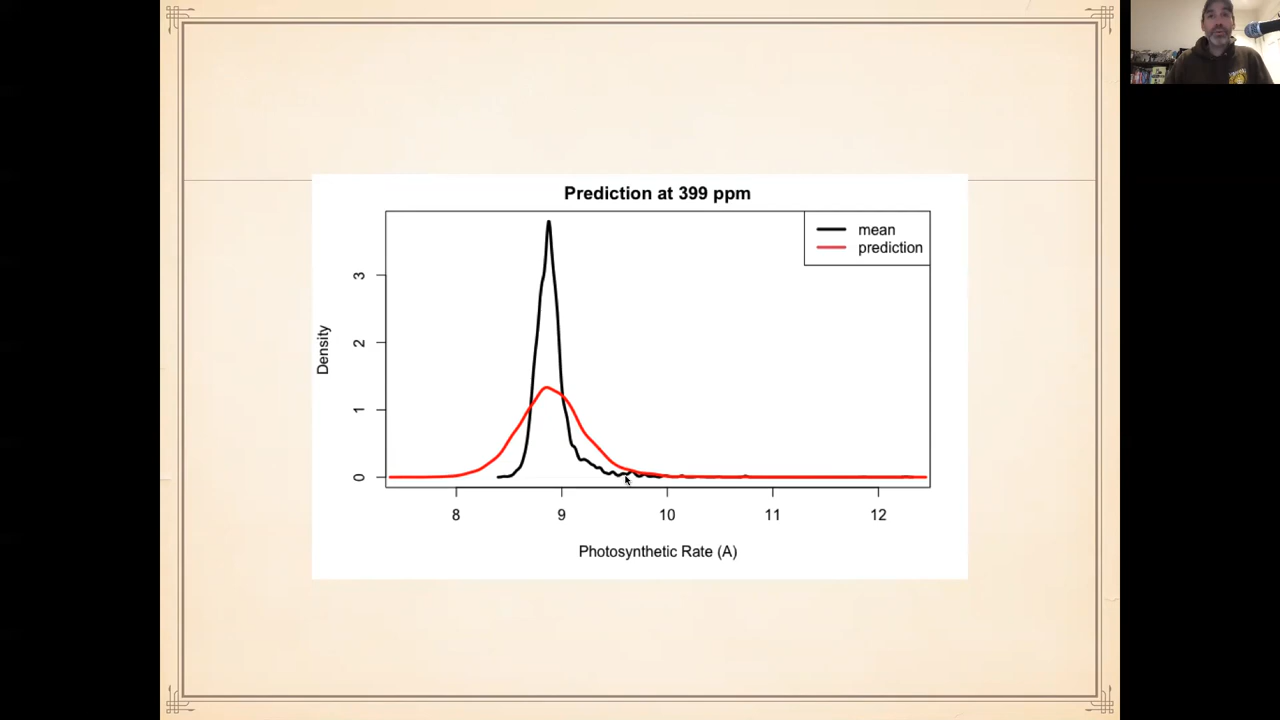 Prediction at 399 ppm
mean
prediction
Density
3
2
1
0
8 9 10 11 12
Photosynthetic Rate (A)